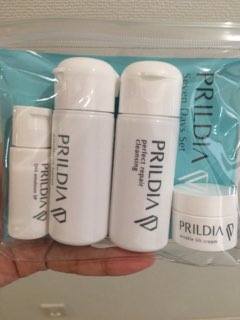 PRILDIA
Seven Days Set
PRILDIA
PRILDIA
perfect repair
cleansing
PRILDIA
PRILDIA
wrinkle lift cream